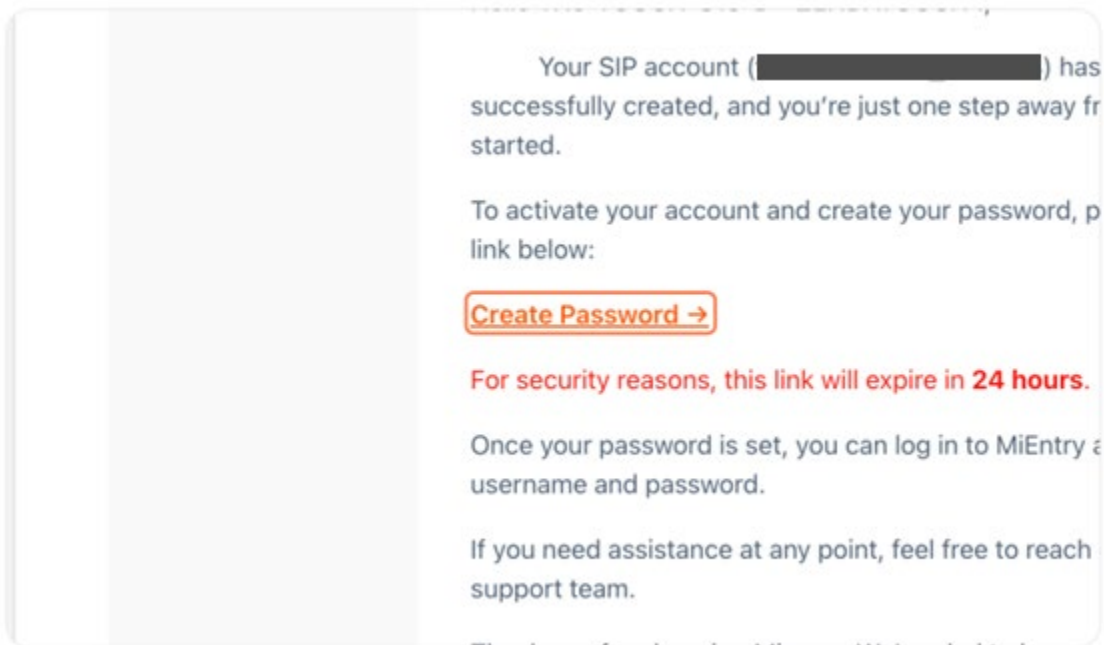 Your SIP account () has
successfully created, and you’re just one step away fr
started.
To activate your account and create your password, p
link below:
Create Password →
For security reasons, this link will expire in 24 hours.
Once your password is set, you can log in to MiEntry a
username and password.
If you need assistance at any point, feel free to reach
support team.